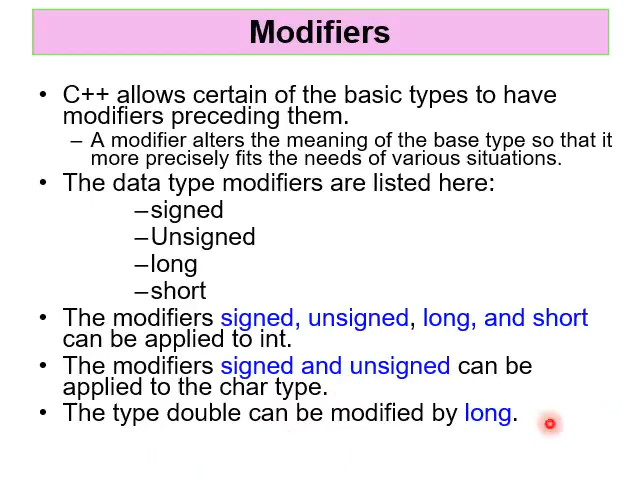 Modifiers
• C++ allows certain of the basic types to have
modifiers preceding them.
– A modifier alters the meaning of the base type so that it
more precisely fits the needs of various situations.
• The data type modifiers are listed here:
–signed
–Unsigned
–long
–short
• The modifiers signed, unsigned, long, and short
can be applied to int.
• The modifiers signed and unsigned can be
applied to the char type.
• The type double can be modified by long.